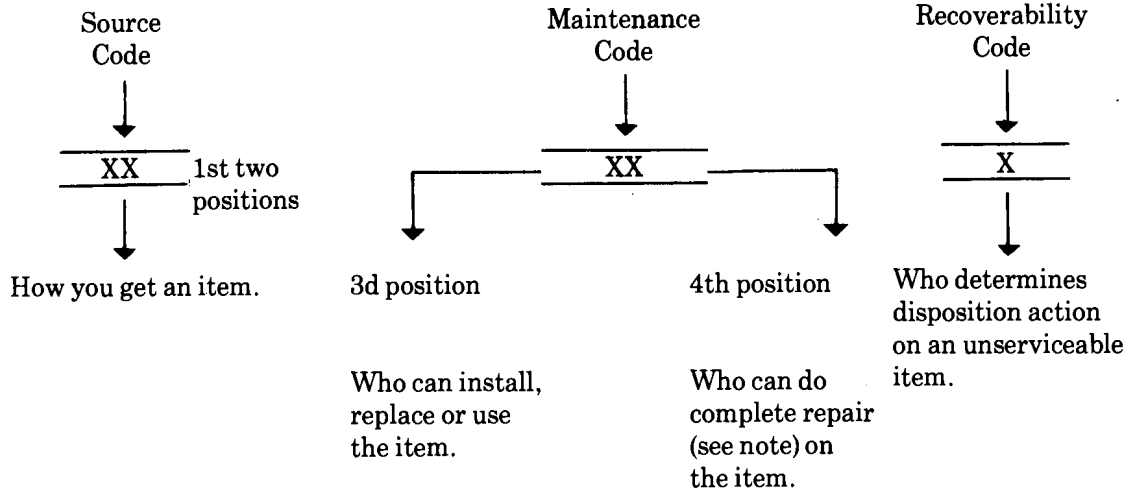 Source
Code
Maintenance
Code
Recoverability
Code
XX
1st two
positions
XX
X
How you get an item.
3d position
4th position
Who determines
disposition action
on an unserviceable
item.
Who can install,
replace or use
the item.
Who can do
complete repair
(see note) on
the item.